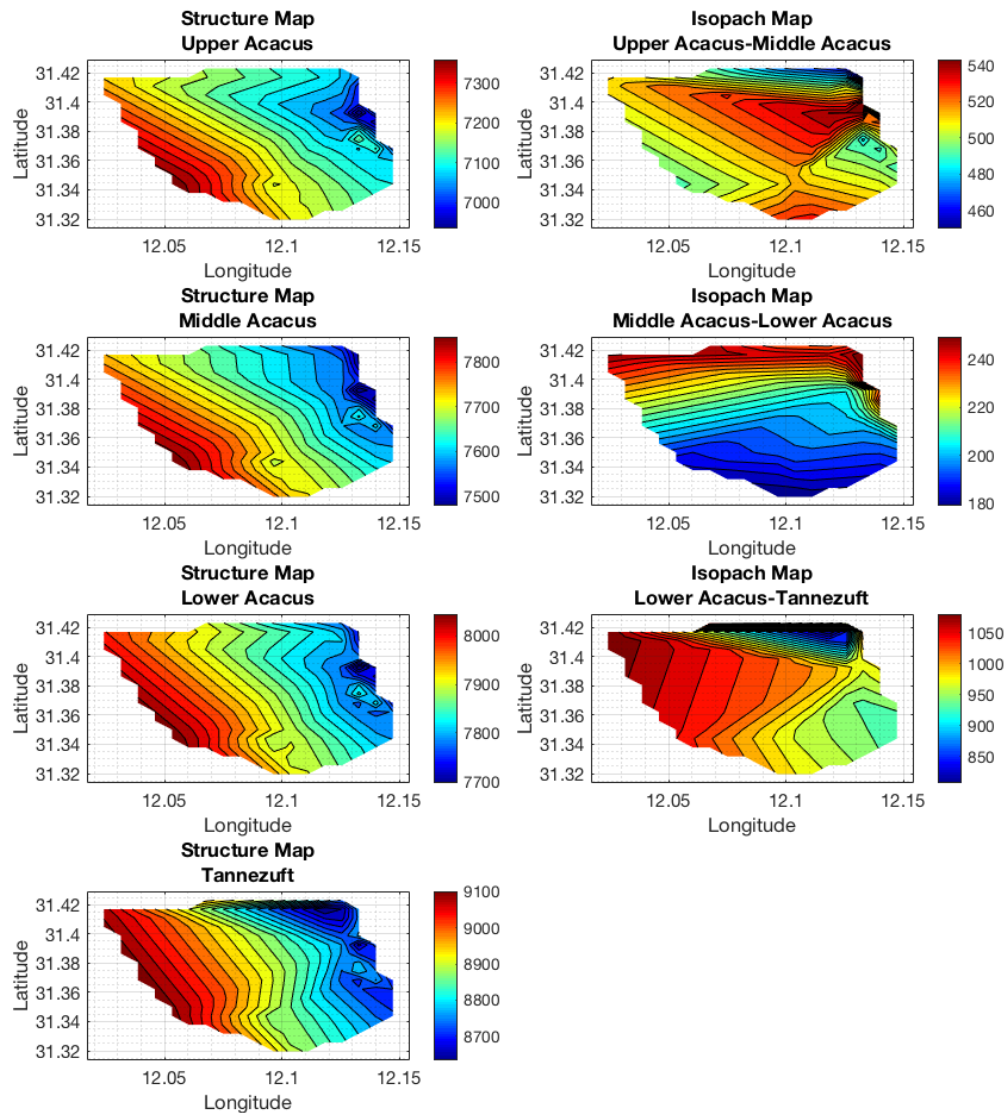 Structure Map
Upper Acacus
31.42
31.4
31.38
31.36
31.34
31.32
Latitude
12.05 12.1 12.15
Longitude
7300
7200
7100
7000
Isopach Map
Upper Acacus-Middle Acacus
31.42
31.4
31.38
31.36
31.34
31.32
Latitude
12.05 12.1 12.15
Longitude
540
520
500
480
460
Structure Map
Middle Acacus
31.42
31.4
31.38
31.36
31.34
31.32
Latitude
12.05 12.1 12.15
Longitude
7800
7700
7600
7500
Isopach Map
Middle Acacus-Lower Acacus
31.42
31.4
31.38
31.36
31.34
31.32
Latitude
12.05 12.1 12.15
Longitude
240
220
200
180
Structure Map
Lower Acacus
31.42
31.4
31.38
31.36
31.34
31.32
Latitude
12.05 12.1 12.15
Longitude
8000
7900
7800
7700
Isopach Map
Lower Acacus-Tannezuft
31.42
31.4
31.38
31.36
31.34
31.32
Latitude
12.05 12.1 12.15
Longitude
1050
1000
950
900
850
Structure Map
Tannezuft
31.42
31.4
31.38
31.36
31.34
31.32
Latitude
12.05 12.1 12.15
Longitude
9100
9000
8900
8800
8700